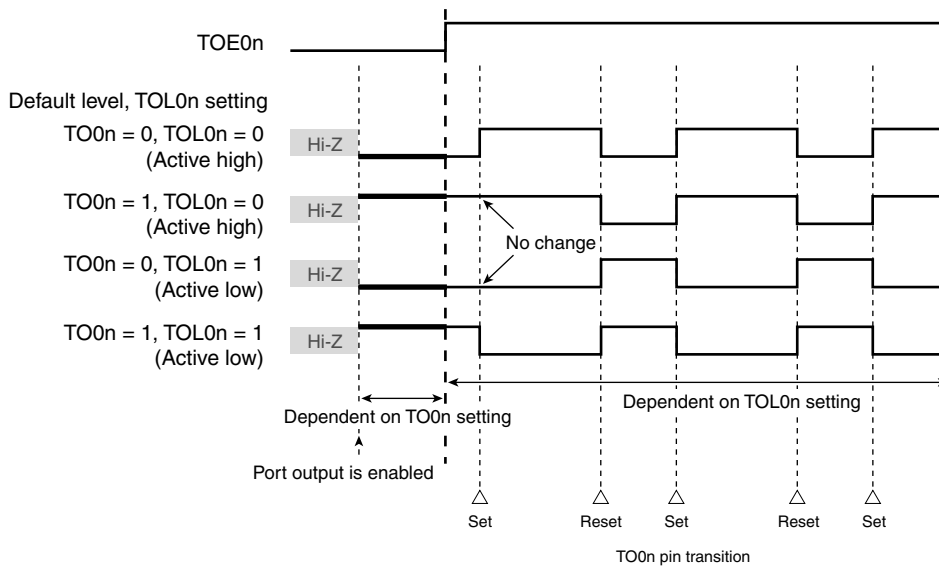 TOE0n
Default level, TOL0n setting
TO0n = 0, TOL0n = 0
(Active high)
Hi-Z
TO0n = 1, TOL0n = 0
(Active high)
Hi-Z
No change
TO0n = 0, TOL0n = 1
(Active low)
Hi-Z
TO0n = 1, TOL0n = 1
(Active low)
Hi-Z
Dependent on TO0n setting
Dependent on TOL0n setting
Port output is enabled
Set
Reset
Set
Reset
Set
TO0n pin transition